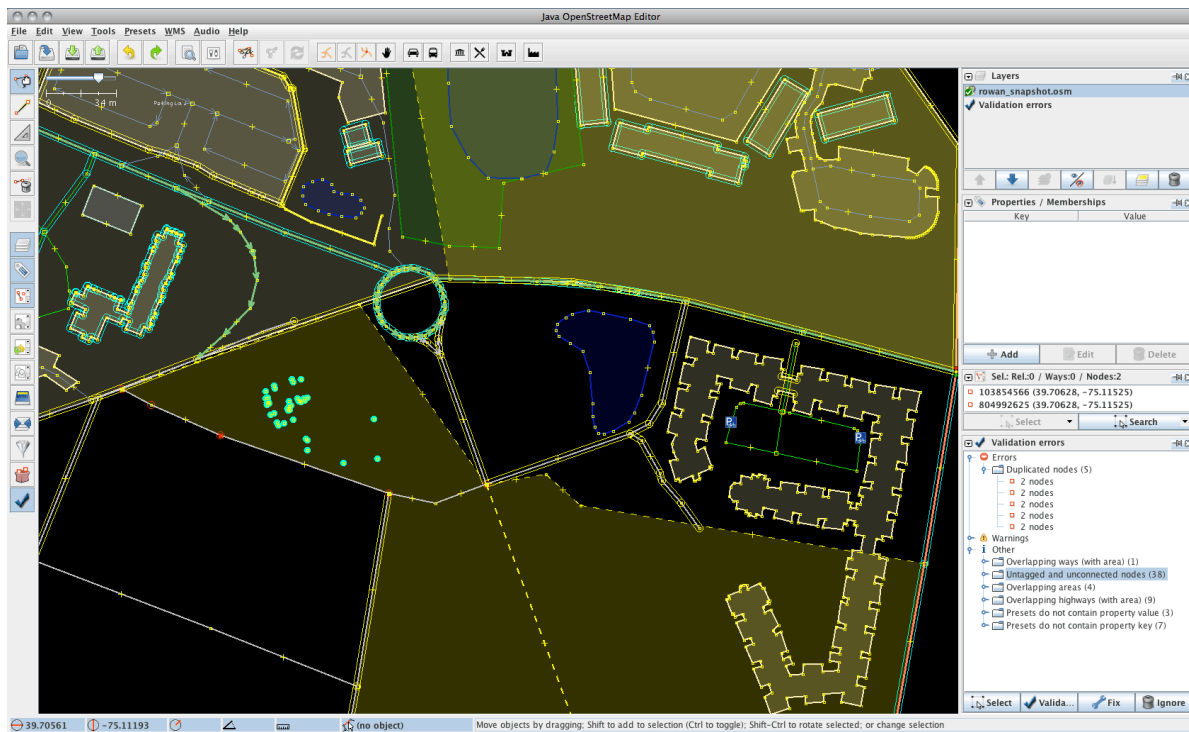 Java OpenStreetMap Editor
File Edit View Tools Presets WMS Audio Help
0 34 m
Parking Lot
Layers
rowan_snapshot.osm
Validation errors
Properties / Memberships
Key Value
Add Edit Delete
Sel.: Rel.:0 / Ways:0 / Nodes:2
103854566 (39.70628, -75.11525)
804992625 (39.70628, -75.11525)
Select Search
Validation errors
Errors
Duplicated nodes (5)
2 nodes
2 nodes
2 nodes
2 nodes
2 nodes
Warnings
Other
Overlapping ways (with area) (1)
Untagged and unconnected nodes (38)
Overlapping areas (4)
Overlapping highways (with area) (9)
Presets do not contain property value (3)
Presets do not contain property key (7)
Select Valida... Fix Ignore
39.70561 -75.11193 (no object) Move objects by dragging; Shift to add to selection (Ctrl to toggle); Shift-Ctrl to rotate selected; or change selection